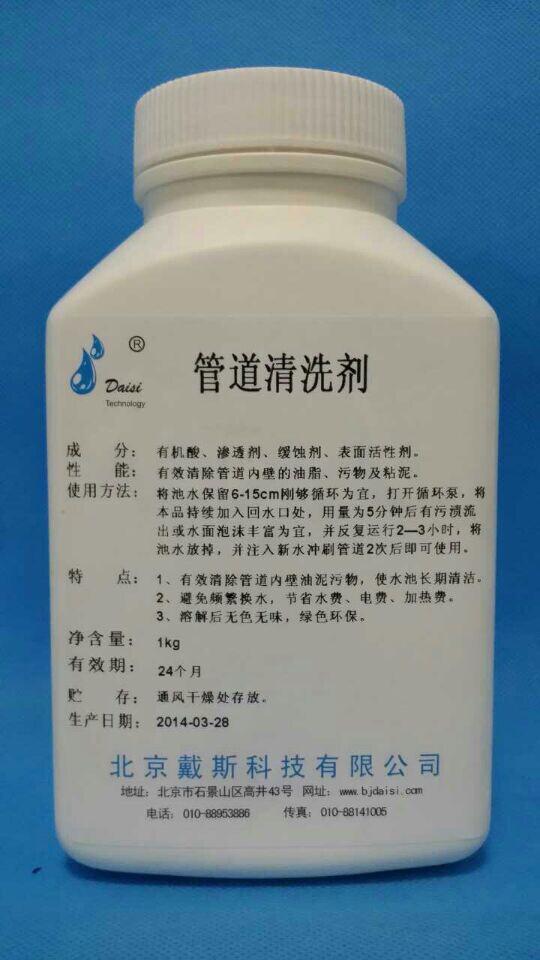 ®
Daisi
Technology
管道清洗剂
成 分：有机酸、渗透剂、缓蚀剂、表面活性剂。
性 能：有效清除管道内壁的油脂、污物及粘泥。
使用方法：将池水保留6-15cm刚够循环为宜，打开循环泵，将
本品持续加入回水口处，用量为5分钟后有污渍流
出或水面泡沫丰富为宜，并反复运行2—3小时，将
池水放掉，并注入新水冲刷管道2次后即可使用。
特 点：1、有效清除管道内壁油泥污物，使水池长期清洁。
2、避免频繁换水，节省水费、电费、加热费。
3、溶解后无色无味，绿色环保。
净含量：1kg
有效期：24个月
贮 存：通风干燥处存放。
生产日期：2014-03-28
北京戴斯科技有限公司
地址：北京市石景山区高井43号 网址：www.bjdaisi.com
电话：010-88953886 传真：010-88141005